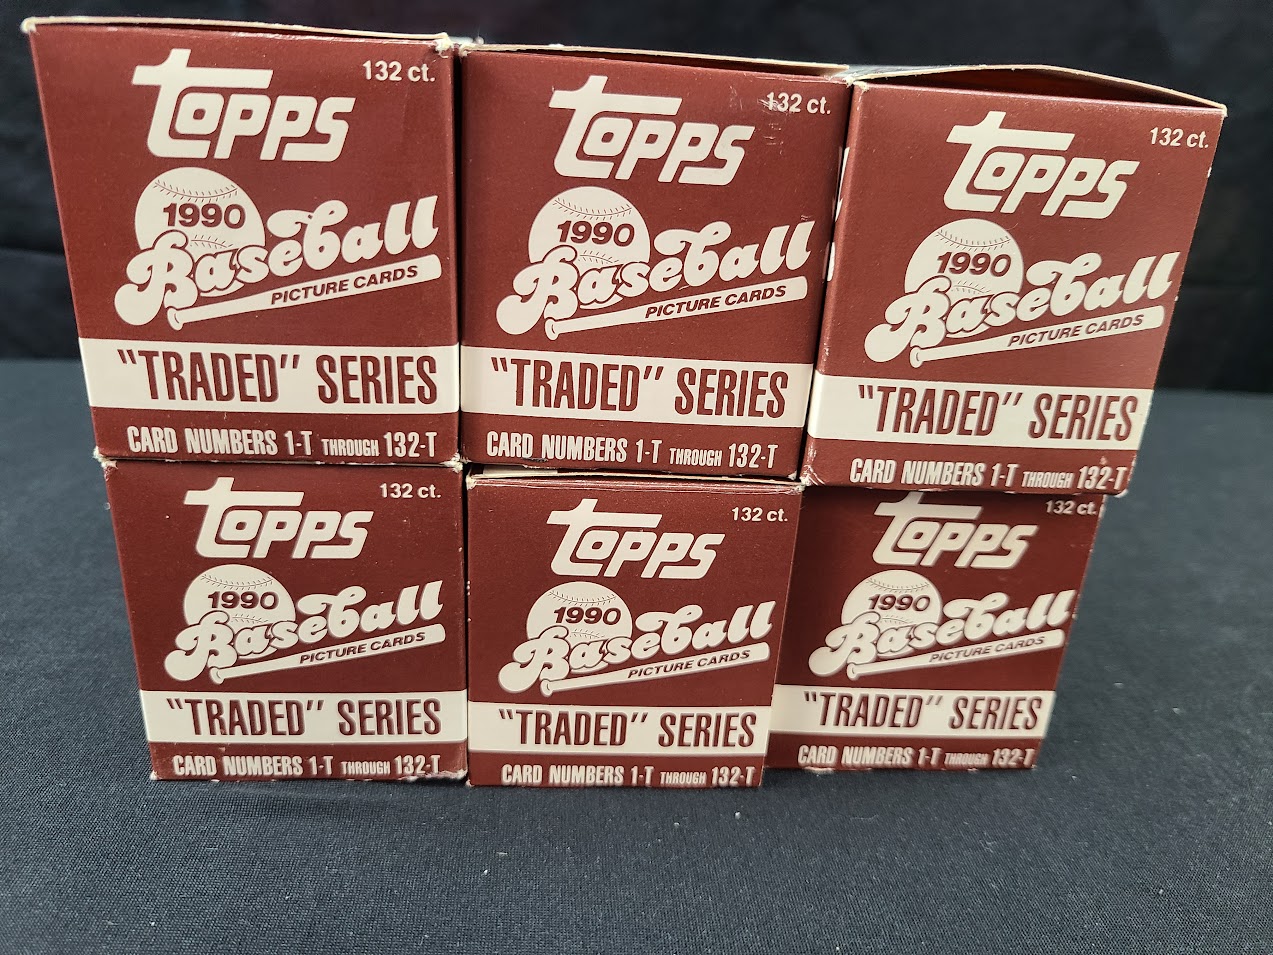 132 ct.
Topps
1990
Baseball
PICTURE CARDS
"TRADED" SERIES
CARD NUMBERS 1-T THROUGH 132-T
132 ct.
Topps
1990
Baseball
PICTURE CARDS
"TRADED" SERIES
CARD NUMBERS 1-T THROUGH 132-T
132 ct.
Topps
1990
Baseball
PICTURE CARDS
"TRADED" SERIES
CARD NUMBERS 1-T THROUGH 132-T
132 ct.
Topps
1990
Baseball
PICTURE CARDS
"TRADED" SERIES
CARD NUMBERS 1-T THROUGH 132-T
132 ct.
Topps
1990
Baseball
PICTURE CARDS
"TRADED" SERIES
CARD NUMBERS 1-T THROUGH 132-T
132 ct.
Topps
1990
Baseball
PICTURE CARDS
"TRADED" SERIES
CARD NUMBERS 1-T THROUGH 132-T